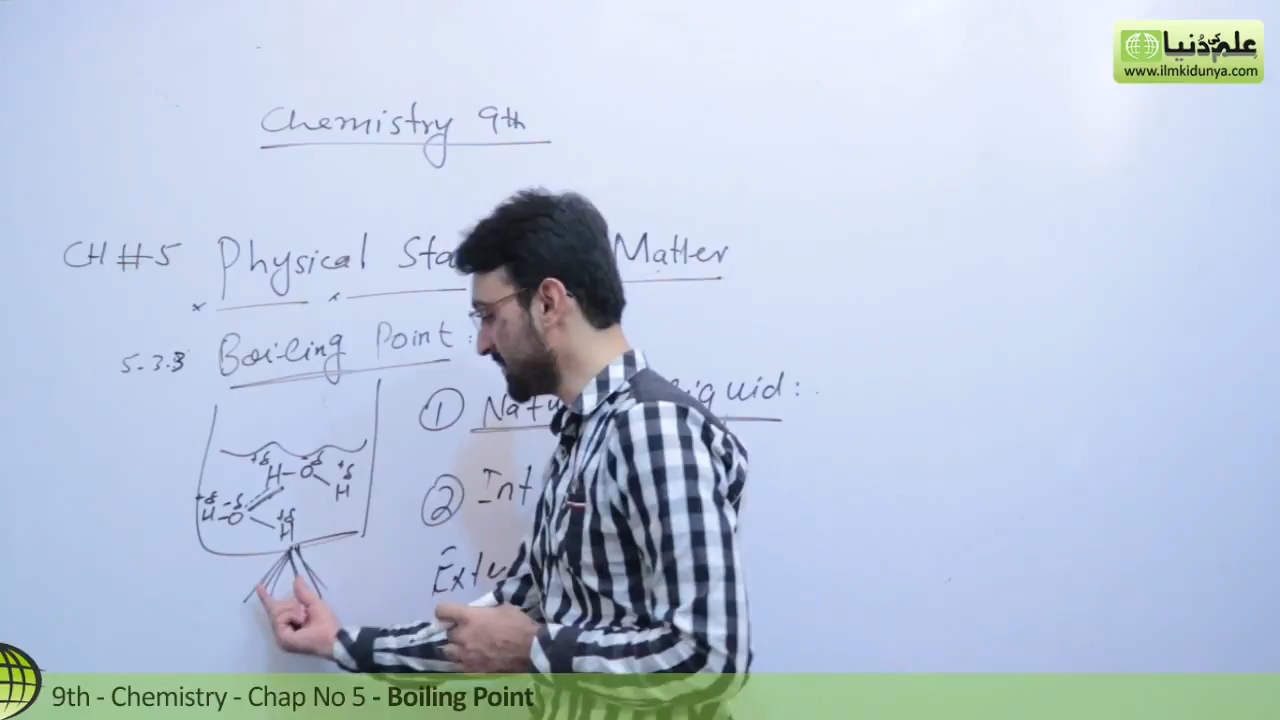 علم کی دنیا
www.ilmkidunya.com
Chemistry 9th
CH #5 Physical Sta Matter
5-3.3 Boiling Point :
① Natu iquid :.
② Int
Exte
+δ δ +δ
H-O H
+δ -δ +δ
H-O H
9th - Chemistry - Chap No 5 - Boiling Point